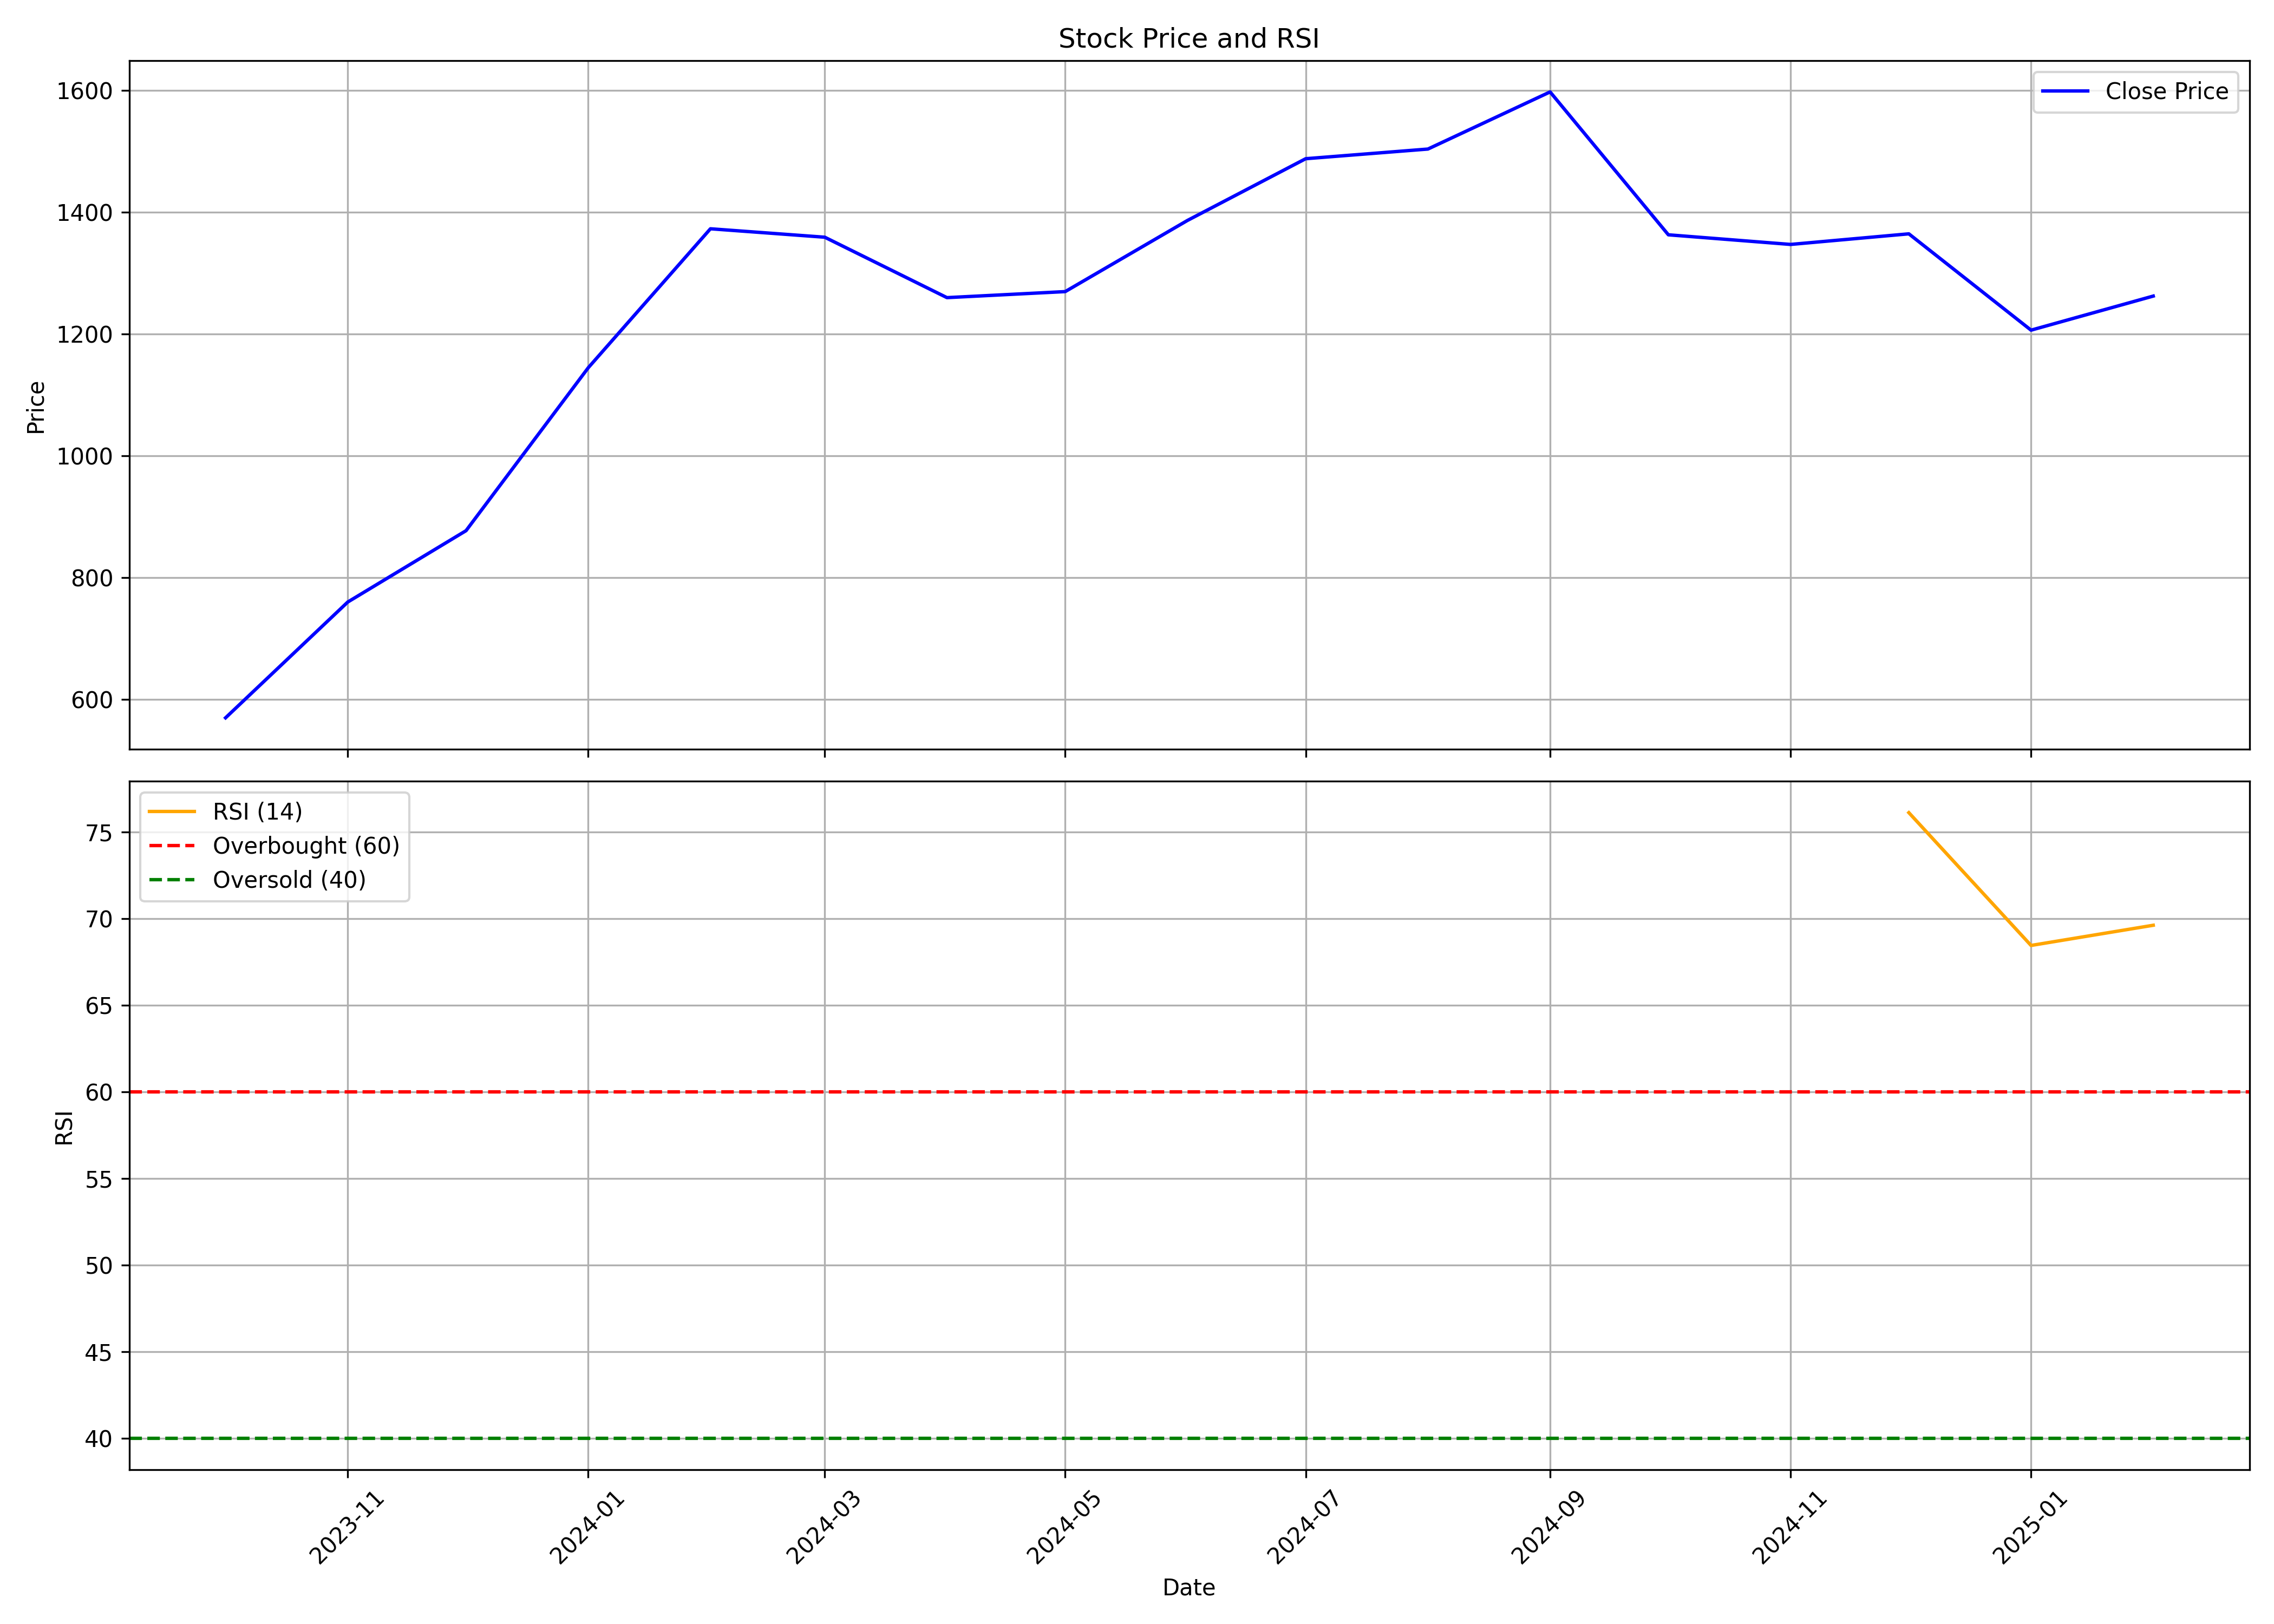 Stock Price and RSI
1600
1400
1200
1000
800
600
Price
Close Price
75
70
65
60
55
50
45
40
RSI
RSI (14)
Overbought (60)
Oversold (40)
2023-11
2024-01
2024-03
2024-05
2024-07
2024-09
2024-11
2025-01
Date